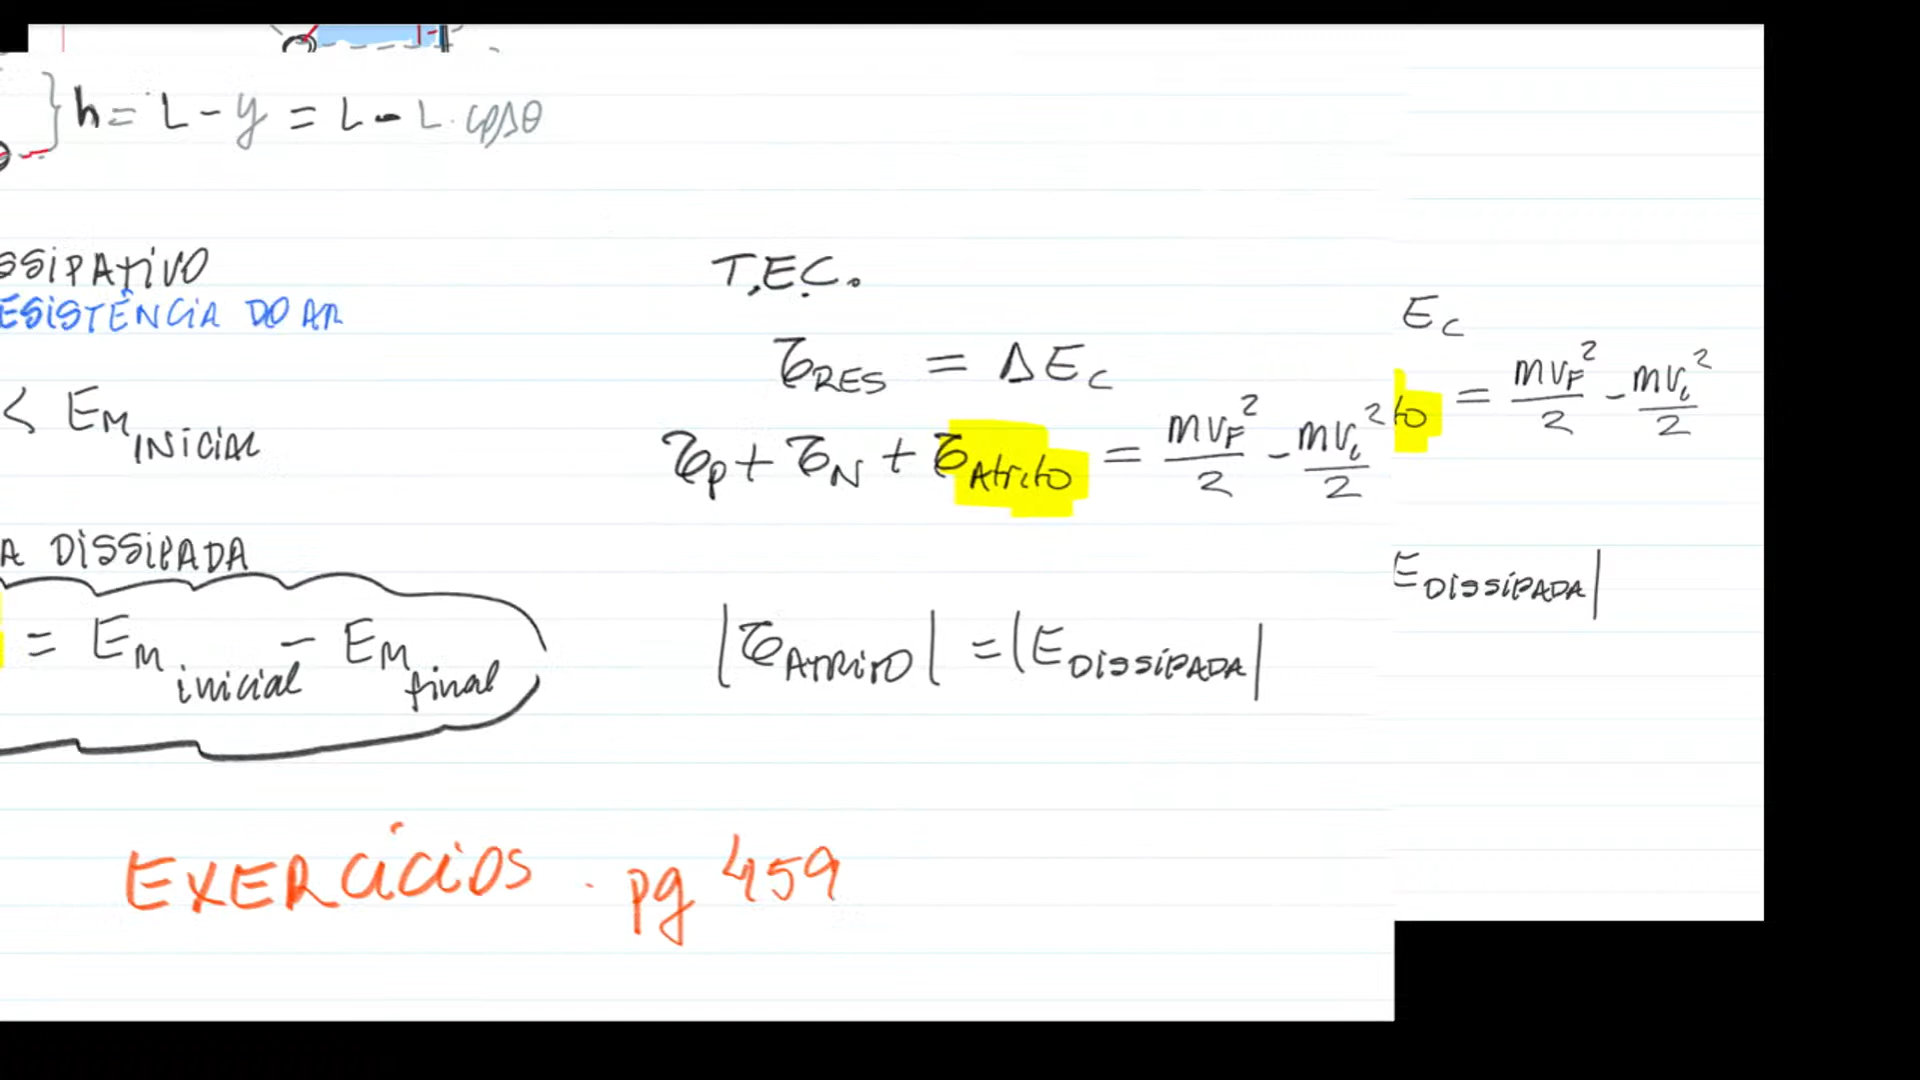 h = L - y = L - L.cosθ
SSIPATIVO
ESISTÊNCIA DO AR
< EM INICIAL
A DISSIPADA
= EM inicial - EM final
T.E.C.
𝜏RES = ΔEC
𝜏P + 𝜏N + 𝜏Atrito = mvF²/2 - mvi²/2
|𝜏ATRITO| = |EDISSIPADA|
EC
to = mvF²/2 - mvi²/2
EDISSIPADA|
EXERCÍCIOS . pg 459